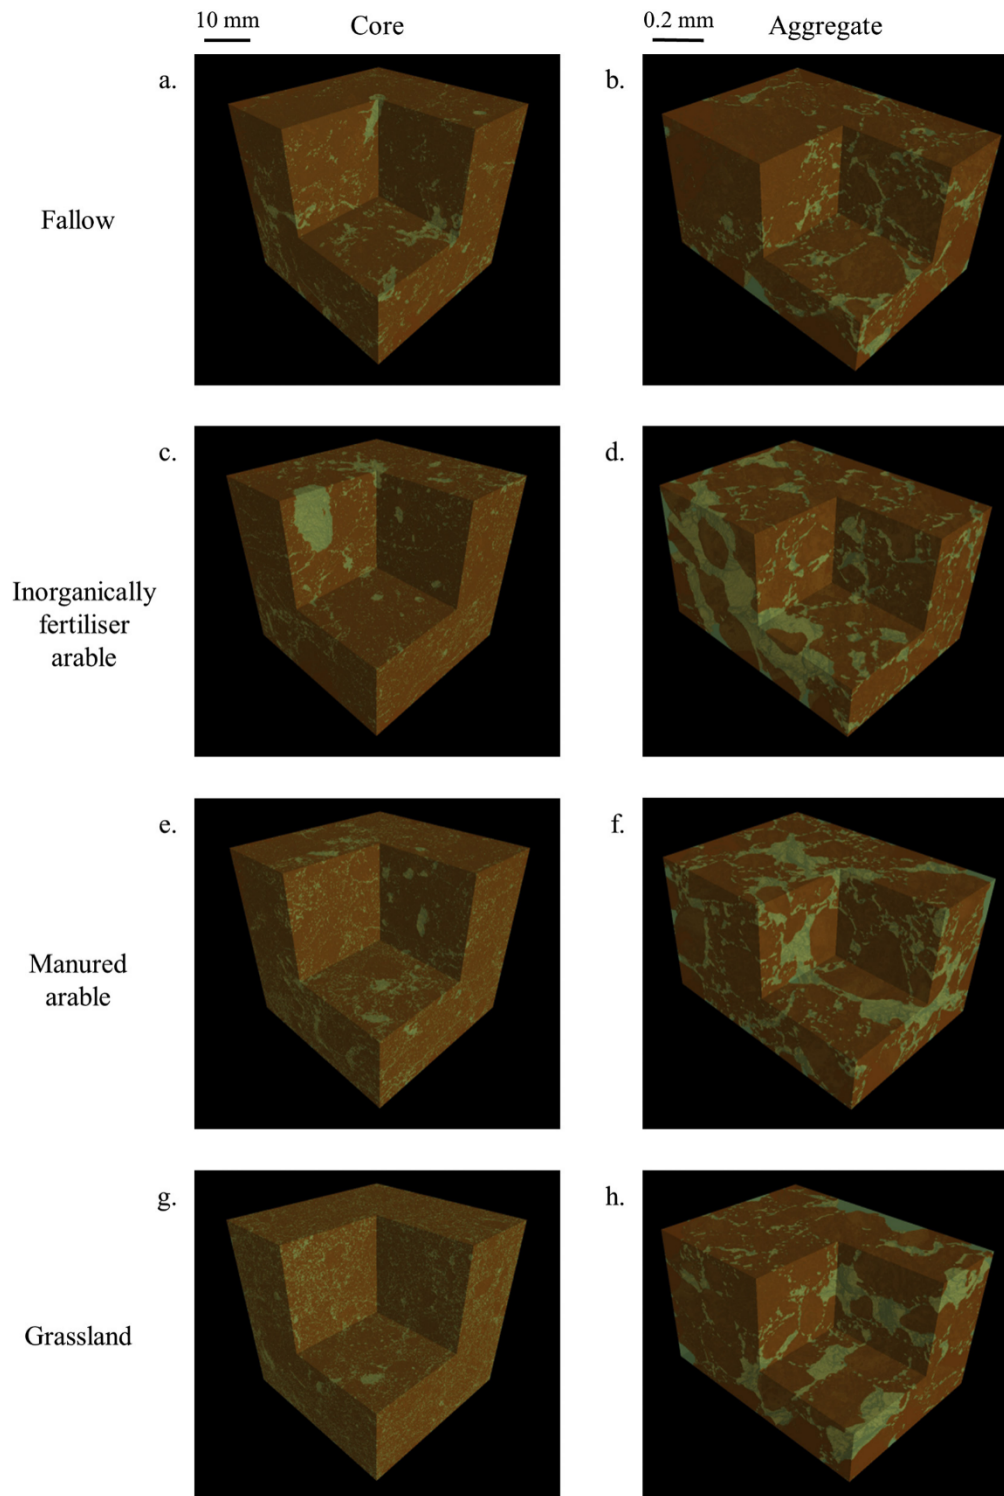 10 mm
Core
0.2 mm
Aggregate
a.
b.
Fallow
c.
d.
Inorganically
fertiliser
arable
e.
f.
Manured
arable
g.
h.
Grassland